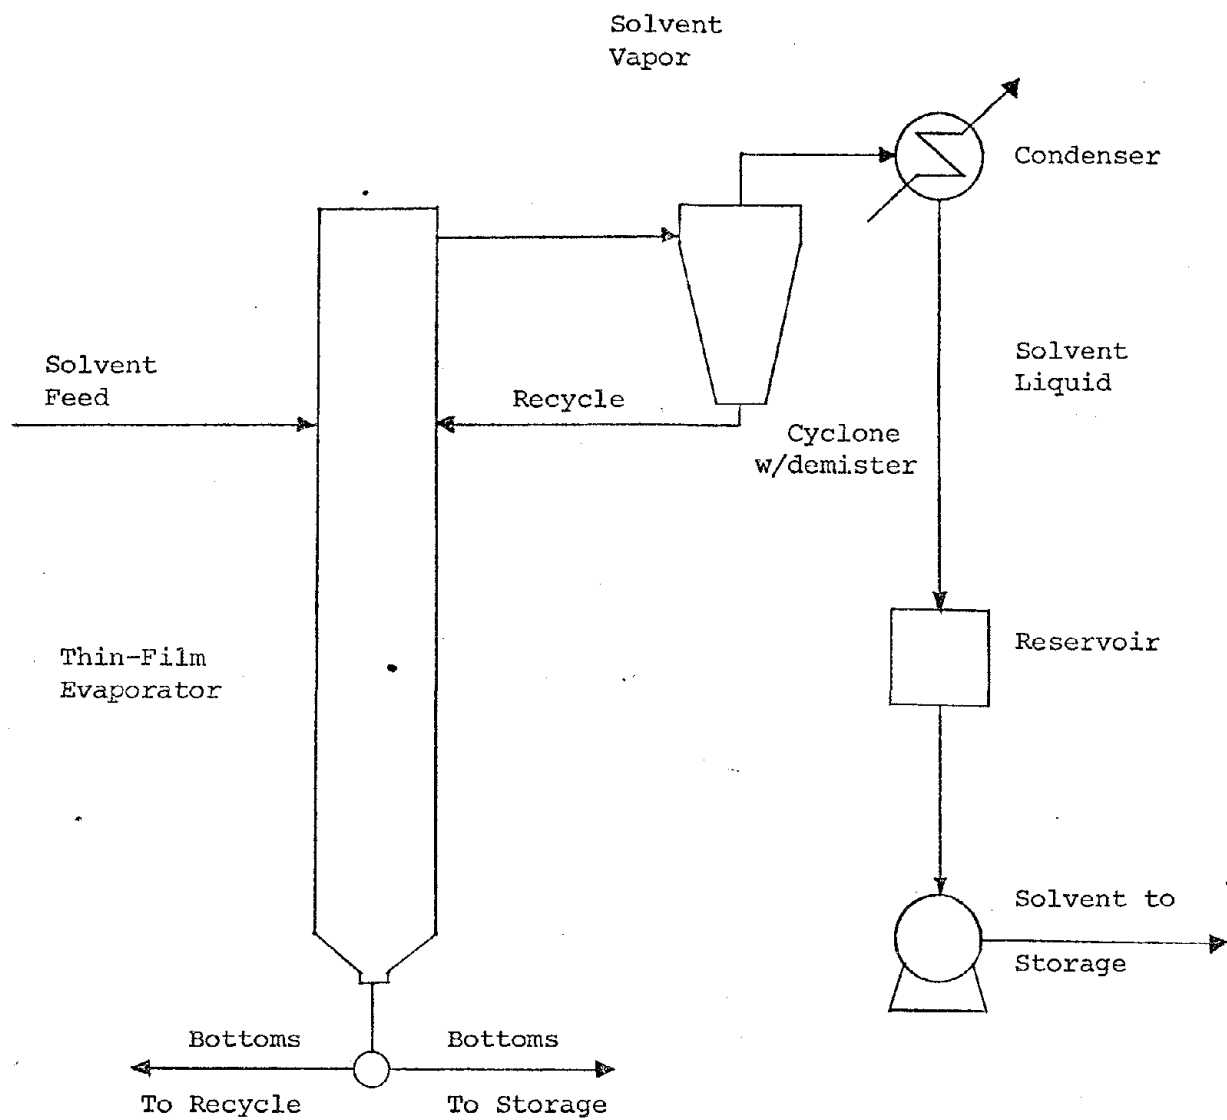 Solvent
Vapor
Condenser
Solvent
Feed
Recycle
Solvent
Liquid
Cyclone
w/demister
Thin-Film
Evaporator
Reservoir
Solvent to
Storage
Bottoms
Bottoms
To Recycle
To Storage